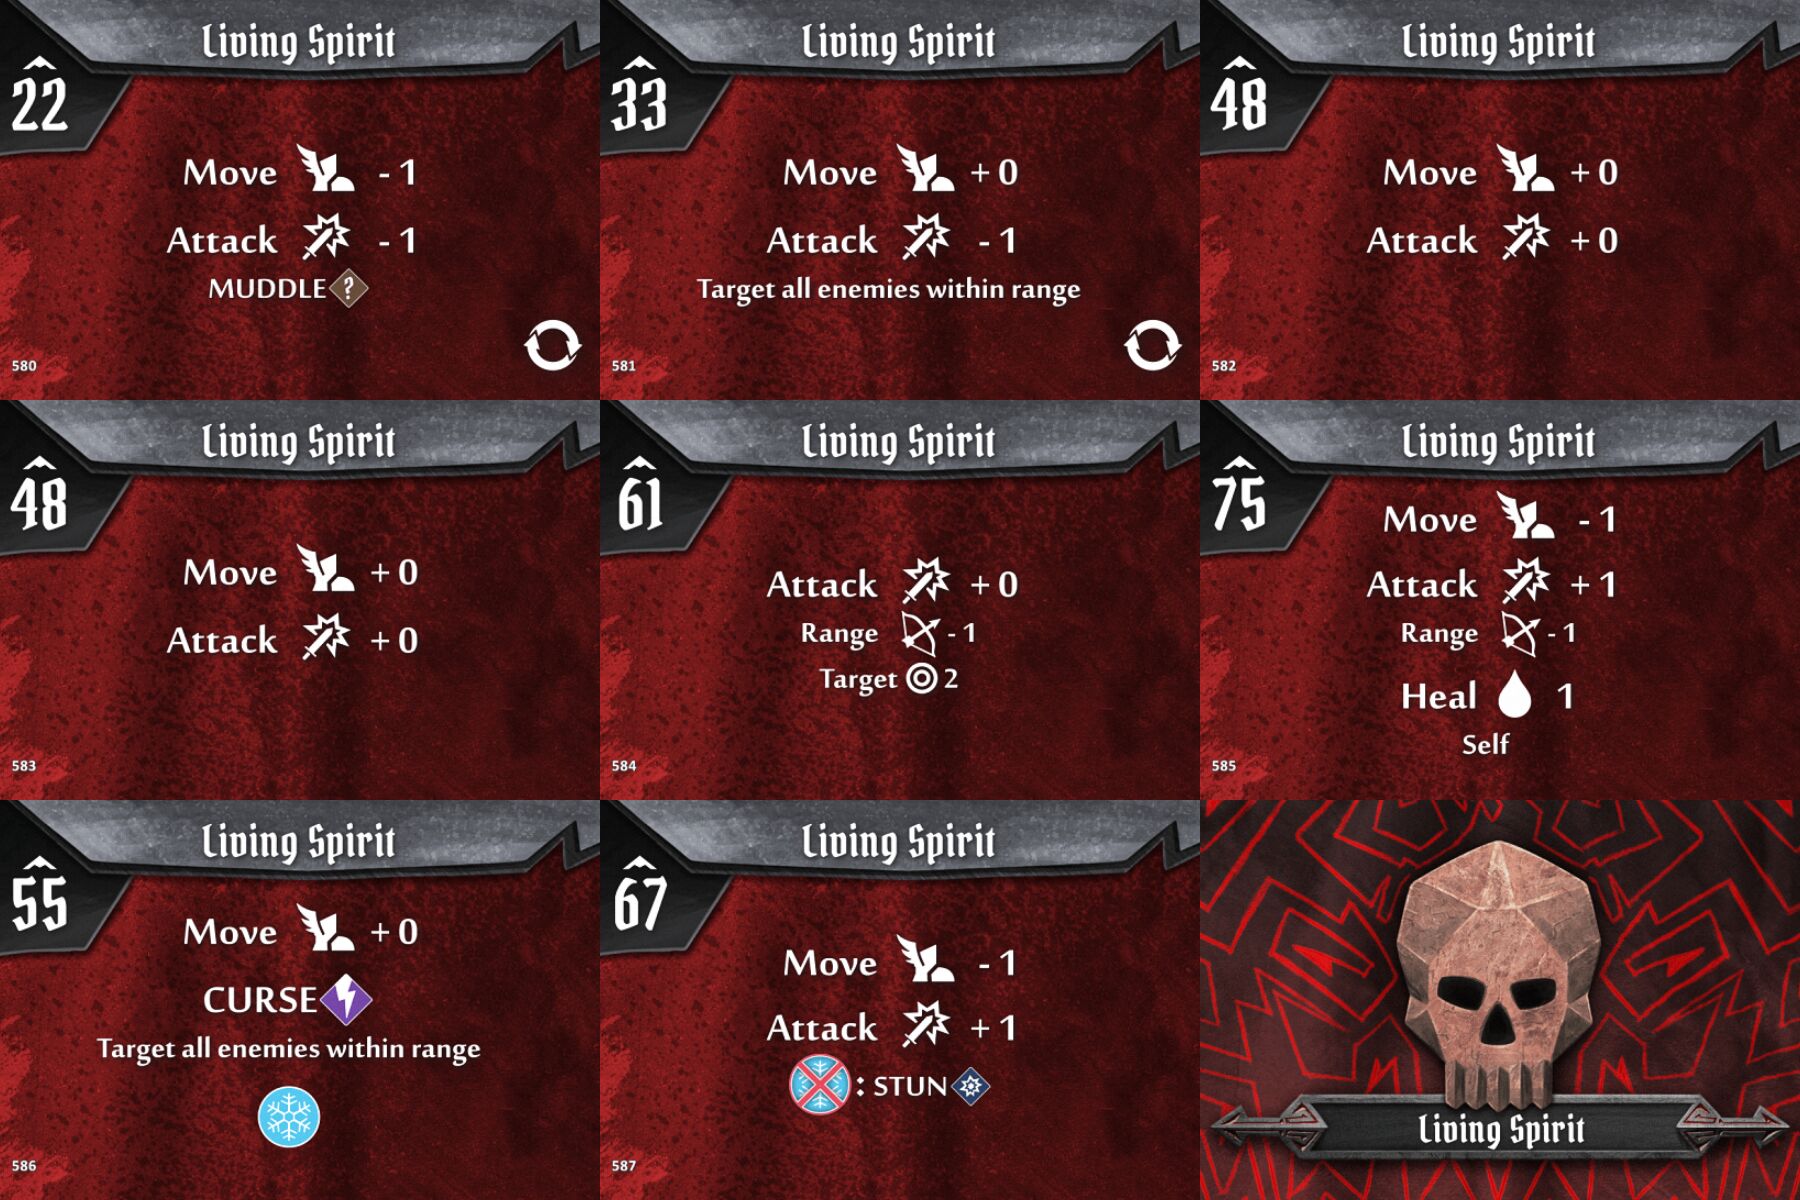 Living Spirit
22
Move - 1
Attack - 1
MUDDLE ?
580
Living Spirit
33
Move + 0
Attack - 1
Target all enemies within range
581
Living Spirit
48
Move + 0
Attack + 0
582
Living Spirit
48
Move + 0
Attack + 0
583
Living Spirit
61
Attack + 0
Range - 1
Target 2
584
Living Spirit
75
Move - 1
Attack + 1
Range - 1
Heal 1
Self
585
Living Spirit
55
Move + 0
CURSE
Target all enemies within range
586
Living Spirit
67
Move - 1
Attack + 1
: STUN
587
Living Spirit